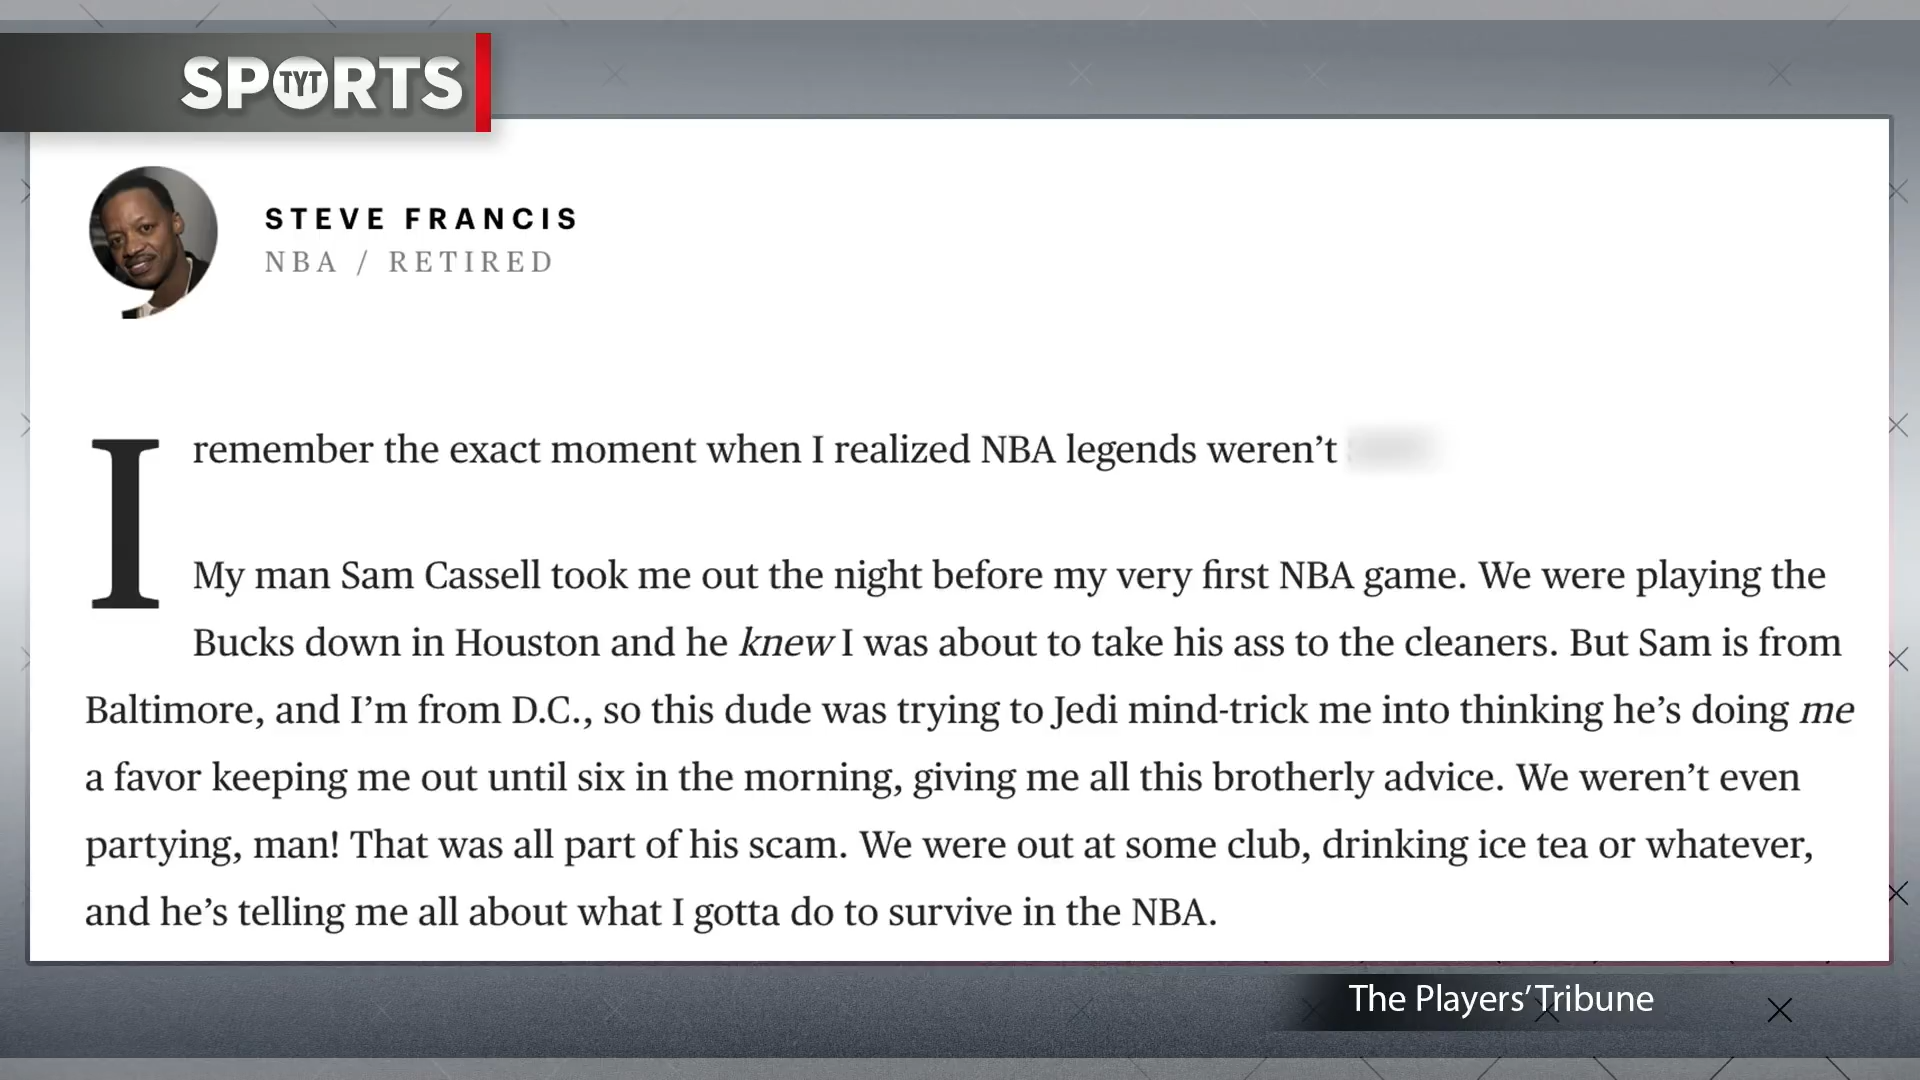 SPORTS
TYT
STEVE FRANCIS
NBA / RETIRED
I remember the exact moment when I realized NBA legends weren’t
My man Sam Cassell took me out the night before my very first NBA game. We were playing the
Bucks down in Houston and he knew I was about to take his ass to the cleaners. But Sam is from
Baltimore, and I’m from D.C., so this dude was trying to Jedi mind-trick me into thinking he’s doing me
a favor keeping me out until six in the morning, giving me all this brotherly advice. We weren’t even
partying, man! That was all part of his scam. We were out at some club, drinking ice tea or whatever,
and he’s telling me all about what I gotta do to survive in the NBA.
The Players’ Tribune